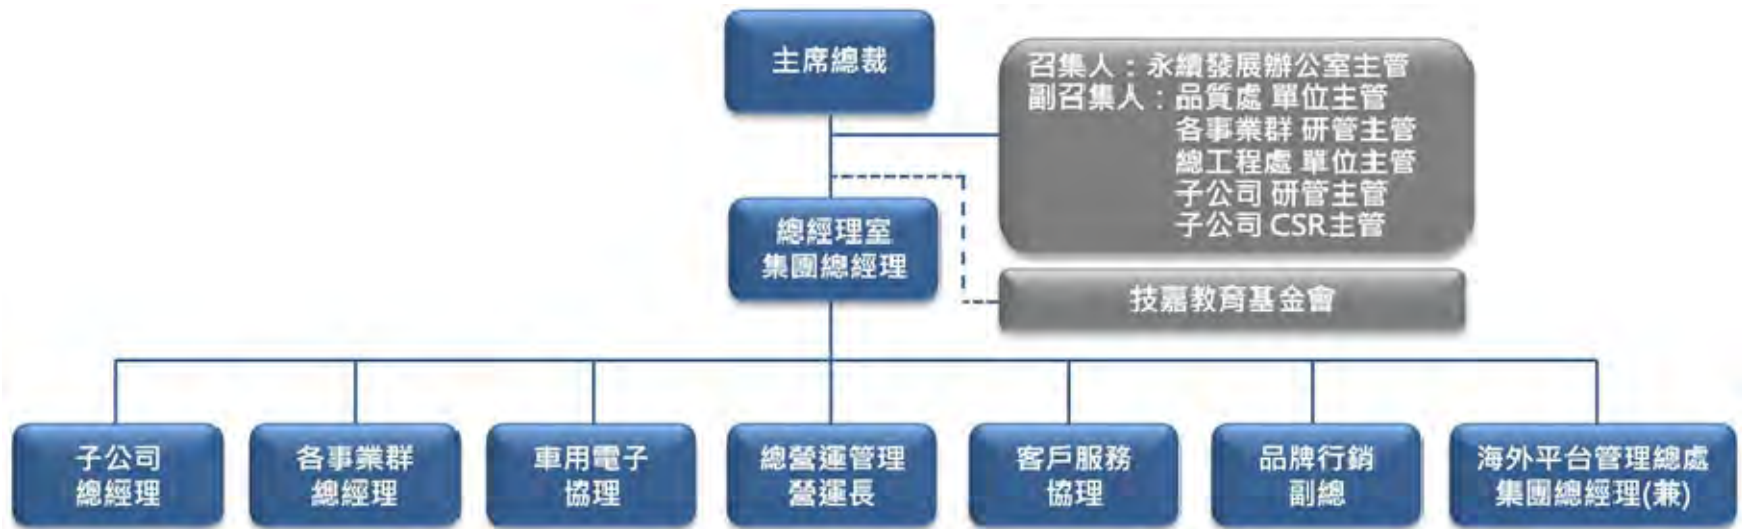 主席總裁
召集人：永續發展辦公室主管
副召集人：品質處 單位主管
各事業群 研管主管
總工程處 單位主管
子公司 研管主管
子公司 CSR主管
總經理室
集團總經理
技嘉教育基金會
子公司
總經理
各事業群
總經理
車用電子
協理
總營運管理
營運長
客戶服務
協理
品牌行銷
副總
海外平台管理總處
集團總經理(兼)